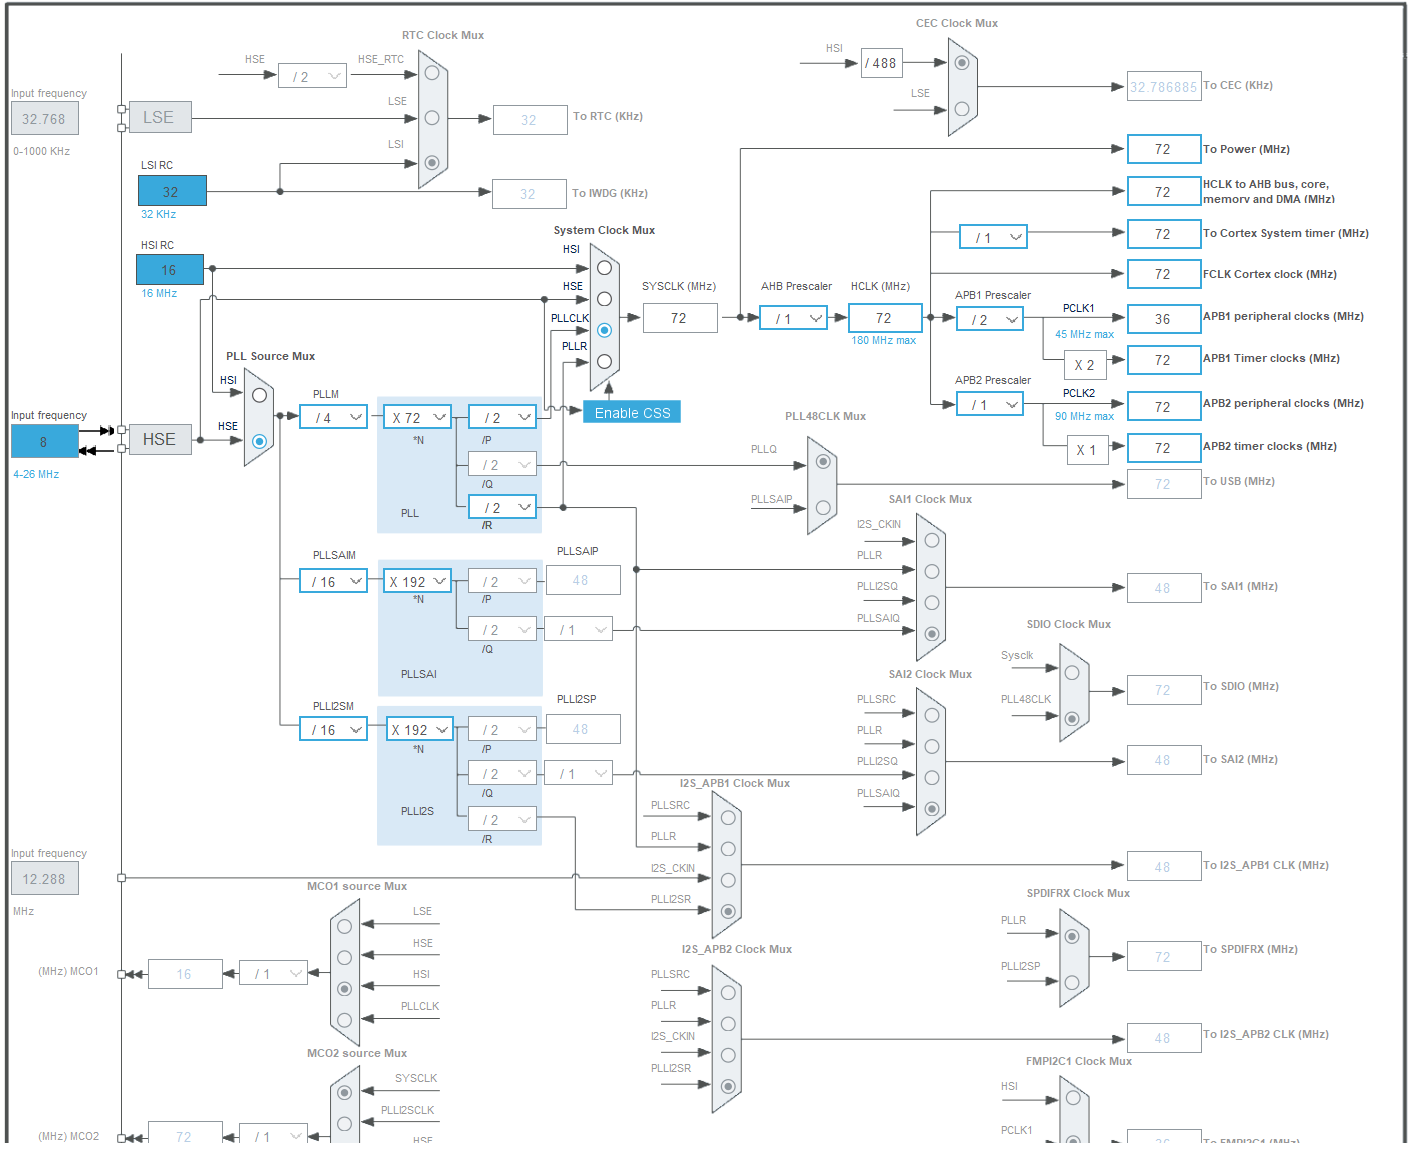 RTC Clock Mux
HSE
/ 2
HSE_RTC
LSE
LSI
32
To RTC (KHz)
32
To IWDG (KHz)
CEC Clock Mux
HSI
/ 488
LSE
32.786885
To CEC (KHz)
Input frequency
32.768
0-1000 KHz
LSE
LSI RC
32
32 KHz
HSI RC
16
16 MHz
System Clock Mux
HSI
HSE
PLLCLK
PLLR
Enable CSS
SYSCLK (MHz)
72
AHB Prescaler
/ 1
HCLK (MHz)
72
180 MHz max
72
To Power (MHz)
72
HCLK to AHB bus, core,
memory and DMA (MHz)
/ 1
72
To Cortex System timer (MHz)
72
FCLK Cortex clock (MHz)
APB1 Prescaler
/ 2
PCLK1
45 MHz max
36
APB1 peripheral clocks (MHz)
X 2
72
APB1 Timer clocks (MHz)
APB2 Prescaler
/ 1
PCLK2
90 MHz max
72
APB2 peripheral clocks (MHz)
X 1
72
APB2 timer clocks (MHz)
72
To USB (MHz)
Input frequency
8
4-26 MHz
HSE
PLL Source Mux
HSI
HSE
PLLM
/ 4
X 72
*N
/ 2
/P
/ 2
/Q
/ 2
/R
PLL
PLL48CLK Mux
PLLQ
PLLSAIP
PLLSAIM
/ 16
X 192
*N
/ 2
/P
/ 2
/Q
PLLSAIP
48
/ 1
PLLSAI
SAI1 Clock Mux
I2S_CKIN
PLLR
PLLI2SQ
PLLSAIQ
48
To SAI1 (MHz)
SDIO Clock Mux
Sysclk
PLL48CLK
72
To SDIO (MHz)
PLLI2SM
/ 16
X 192
*N
/ 2
/P
/ 2
/Q
/ 2
/R
PLLI2SP
48
/ 1
PLLI2S
SAI2 Clock Mux
PLLSRC
PLLR
PLLI2SQ
PLLSAIQ
48
To SAI2 (MHz)
I2S_APB1 Clock Mux
PLLSRC
PLLR
I2S_CKIN
PLLI2SR
48
To I2S_APB1 CLK (MHz)
Input frequency
12.288
MHz
MCO1 source Mux
LSE
HSE
HSI
PLLCLK
(MHz) MCO1
16
/ 1
SPDIFRX Clock Mux
PLLR
PLLI2SP
72
To SPDIFRX (MHz)
I2S_APB2 Clock Mux
PLLSRC
PLLR
I2S_CKIN
PLLI2SR
48
To I2S_APB2 CLK (MHz)
MCO2 source Mux
SYSCLK
PLLI2SCLK
HSE
(MHz) MCO2
72
/ 1
FMPI2C1 Clock Mux
HSI
PCLK1
36
To FMPI2C1 (MHz)